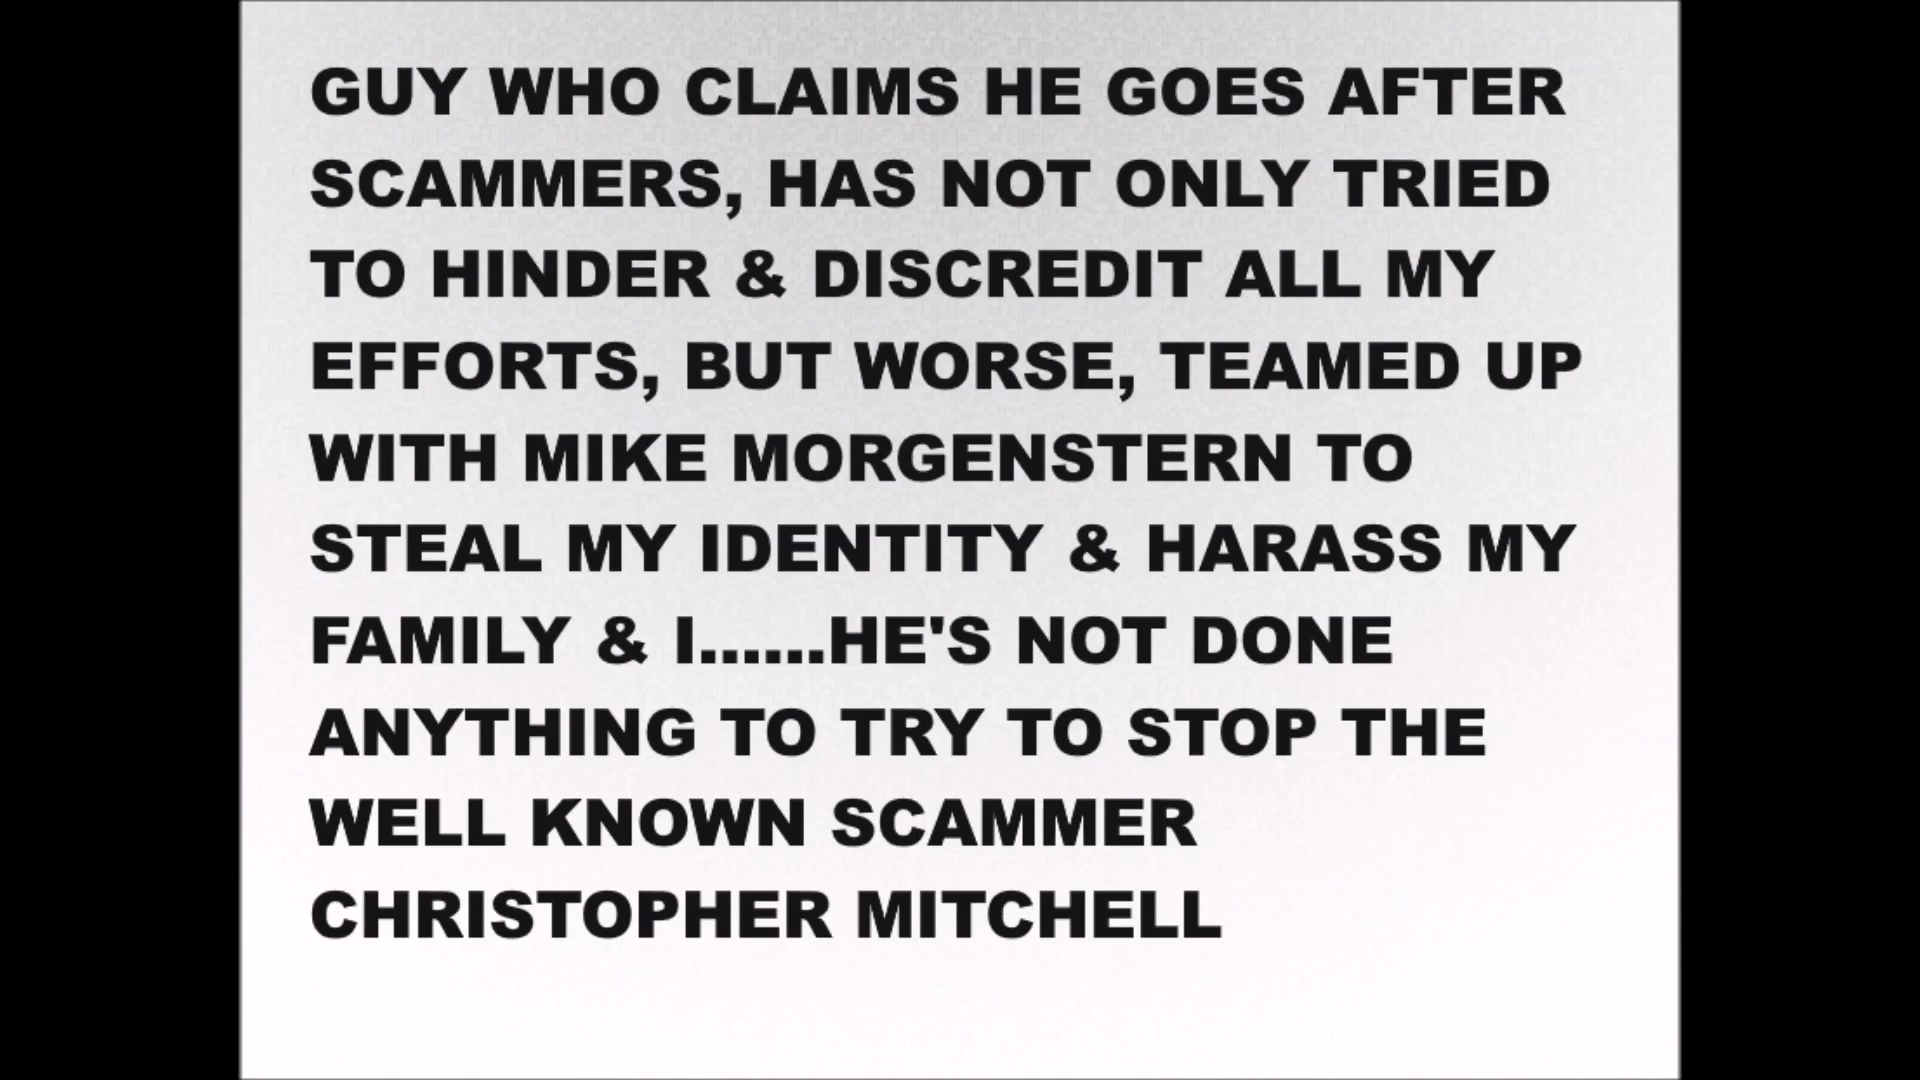 GUY WHO CLAIMS HE GOES AFTER
SCAMMERS, HAS NOT ONLY TRIED
TO HINDER & DISCREDIT ALL MY
EFFORTS, BUT WORSE, TEAMED UP
WITH MIKE MORGENSTERN TO
STEAL MY IDENTITY & HARASS MY
FAMILY & I......HE'S NOT DONE
ANYTHING TO TRY TO STOP THE
WELL KNOWN SCAMMER
CHRISTOPHER MITCHELL